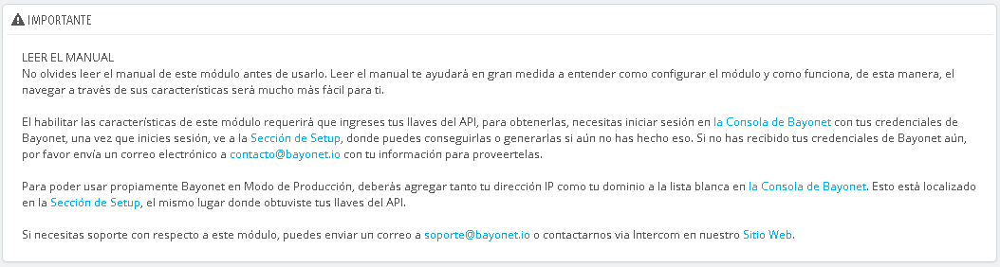 IMPORTANTE
LEER EL MANUAL
No olvides leer el manual de este módulo antes de usarlo. Leer el manual te ayudará en gran medida a entender como configurar el módulo y como funciona, de esta manera, el
navegar a través de sus características será mucho más fácil para ti.
El habilitar las características de este módulo requerirá que ingreses tus llaves del API, para obtenerlas, necesitas iniciar sesión en la Consola de Bayonet con tus credenciales de
Bayonet, una vez que inicies sesión, ve a la Sección de Setup, donde puedes conseguirlas o generarlas si aún no has hecho eso. Si no has recibido tus credenciales de Bayonet aún,
por favor envía un correo electrónico a contacto@bayonet.io con tu información para proveertelas.
Para poder usar propiamente Bayonet en Modo de Producción, deberás agregar tanto tu dirección IP como tu dominio a la lista blanca en la Consola de Bayonet. Esto está localizado
en la Sección de Setup, el mismo lugar donde obtuviste tus llaves del API.
Si necesitas soporte con respecto a este módulo, puedes enviar un correo a soporte@bayonet.io o contactarnos via Intercom en nuestro Sitio Web.